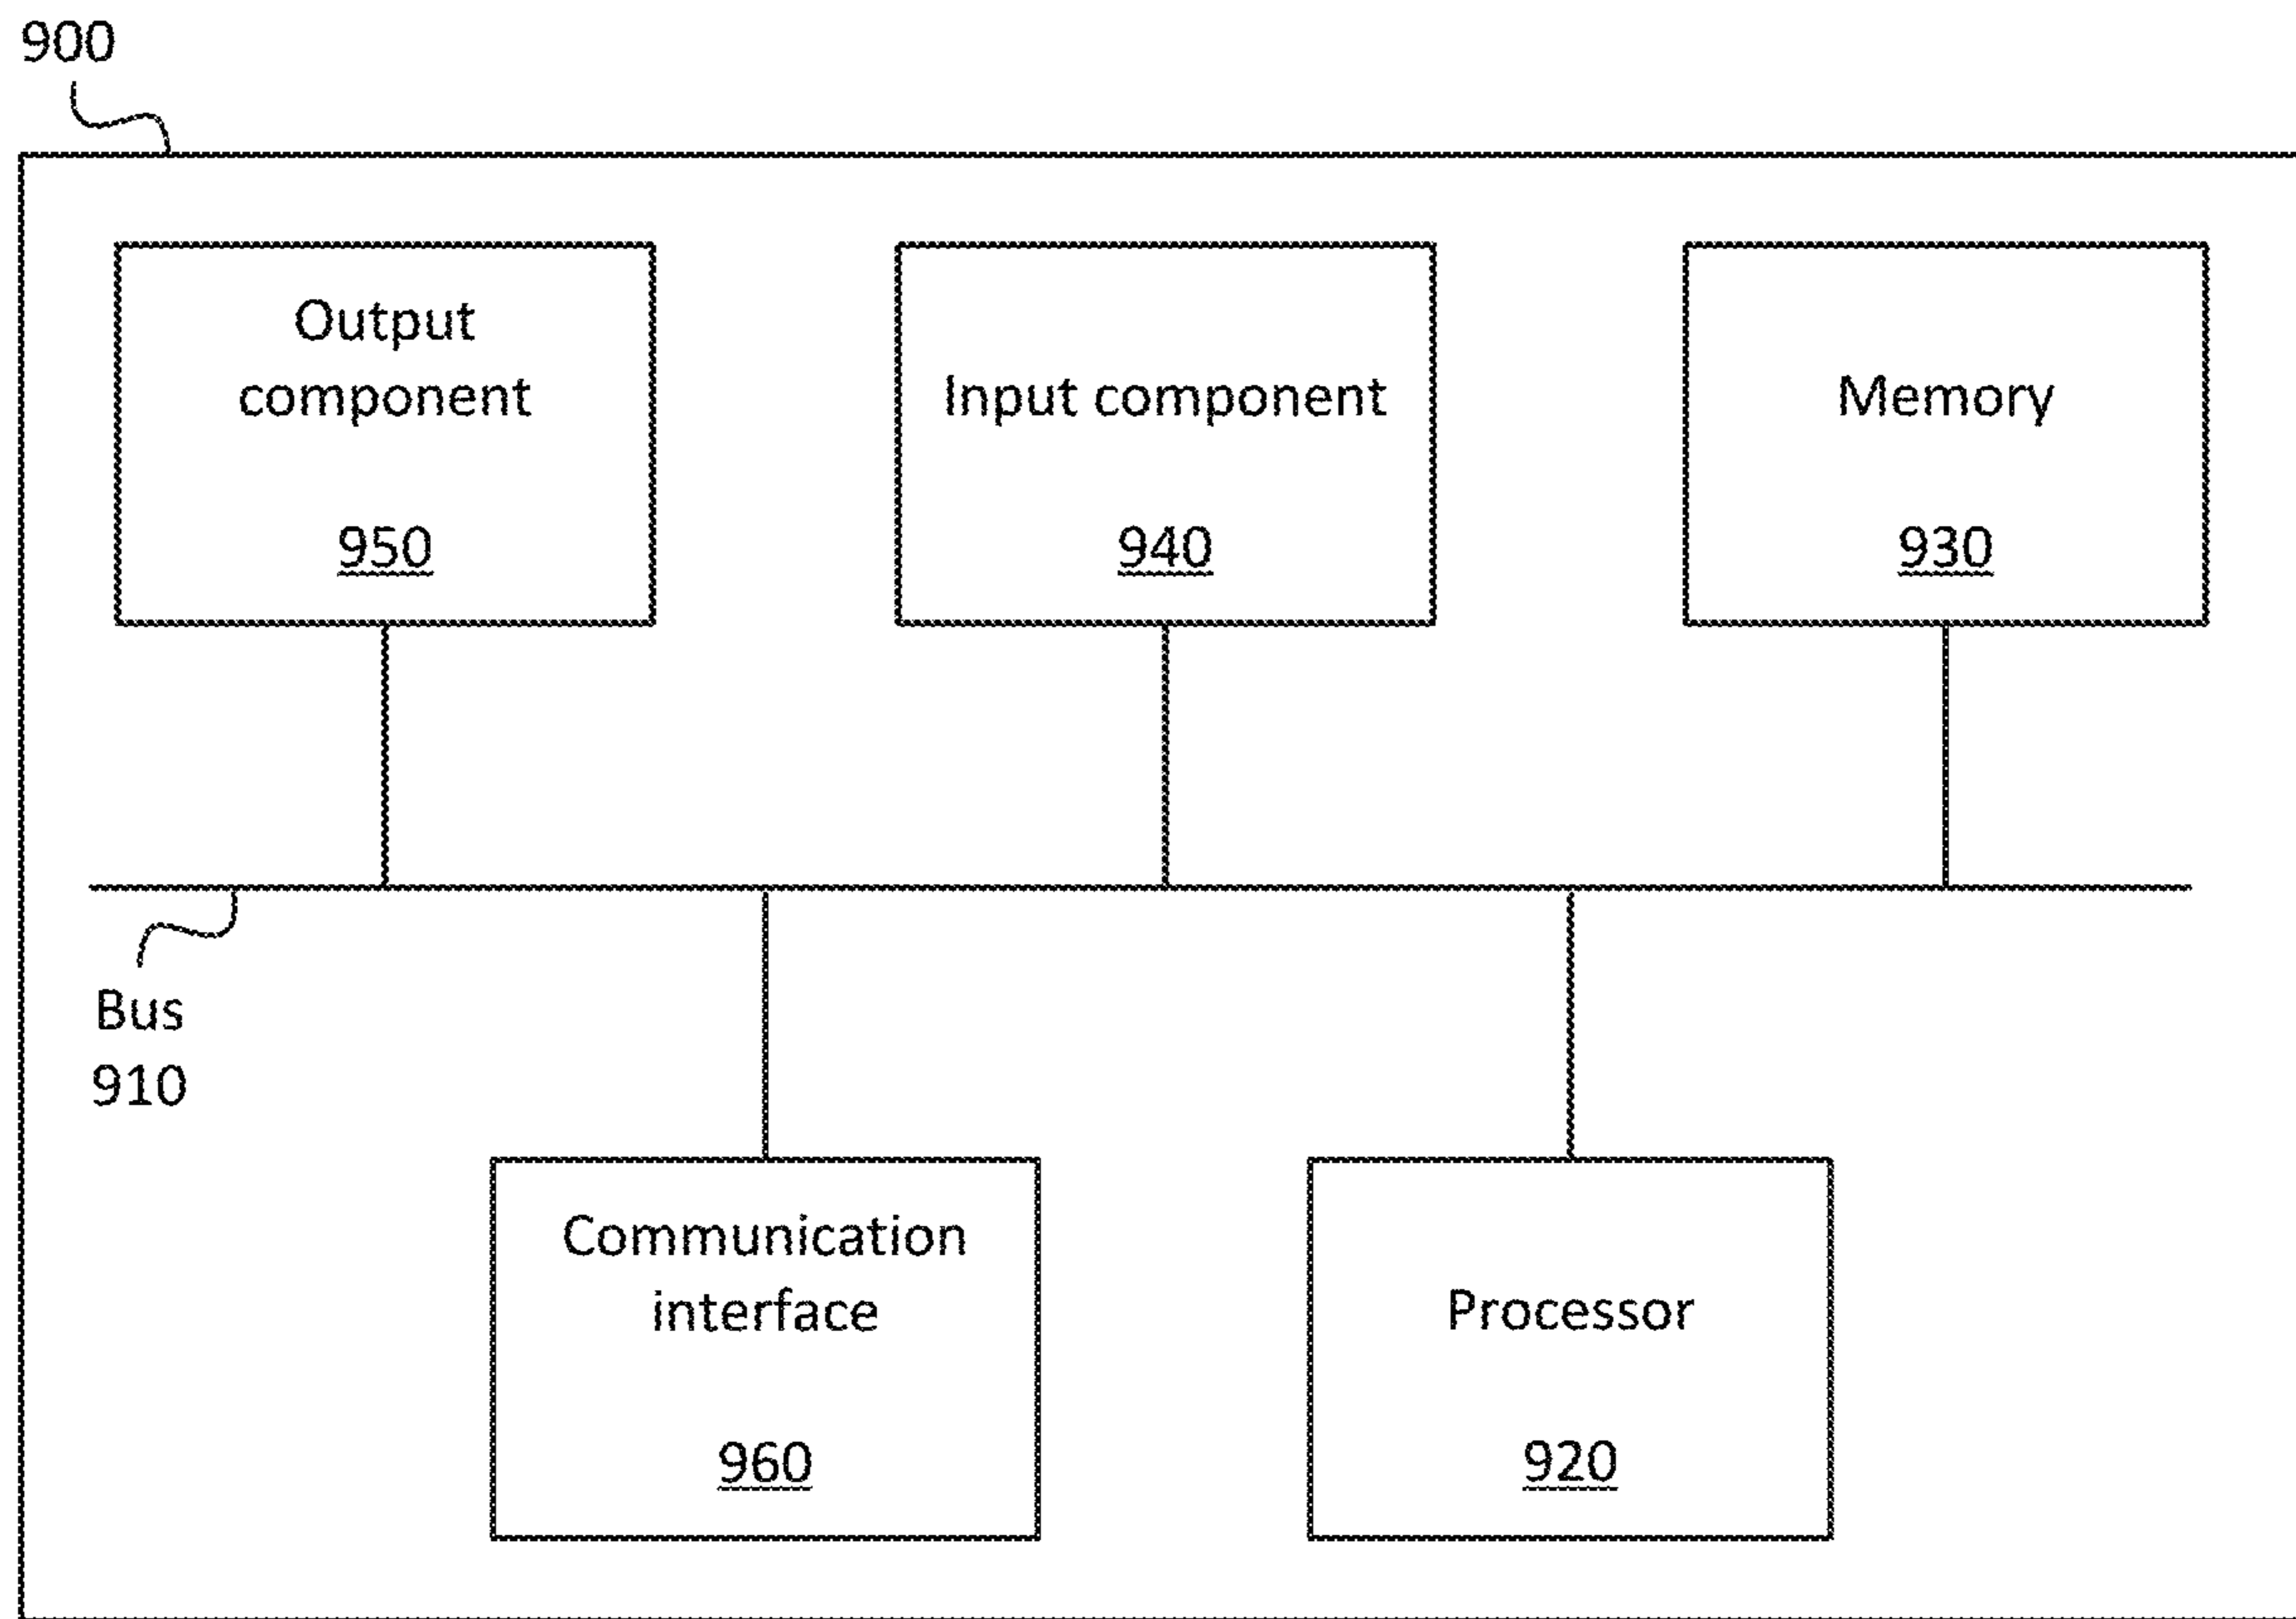 900
Output
component
950
Input component
940
Memory
930
Bus
910
Communication
interface
960
Processor
920